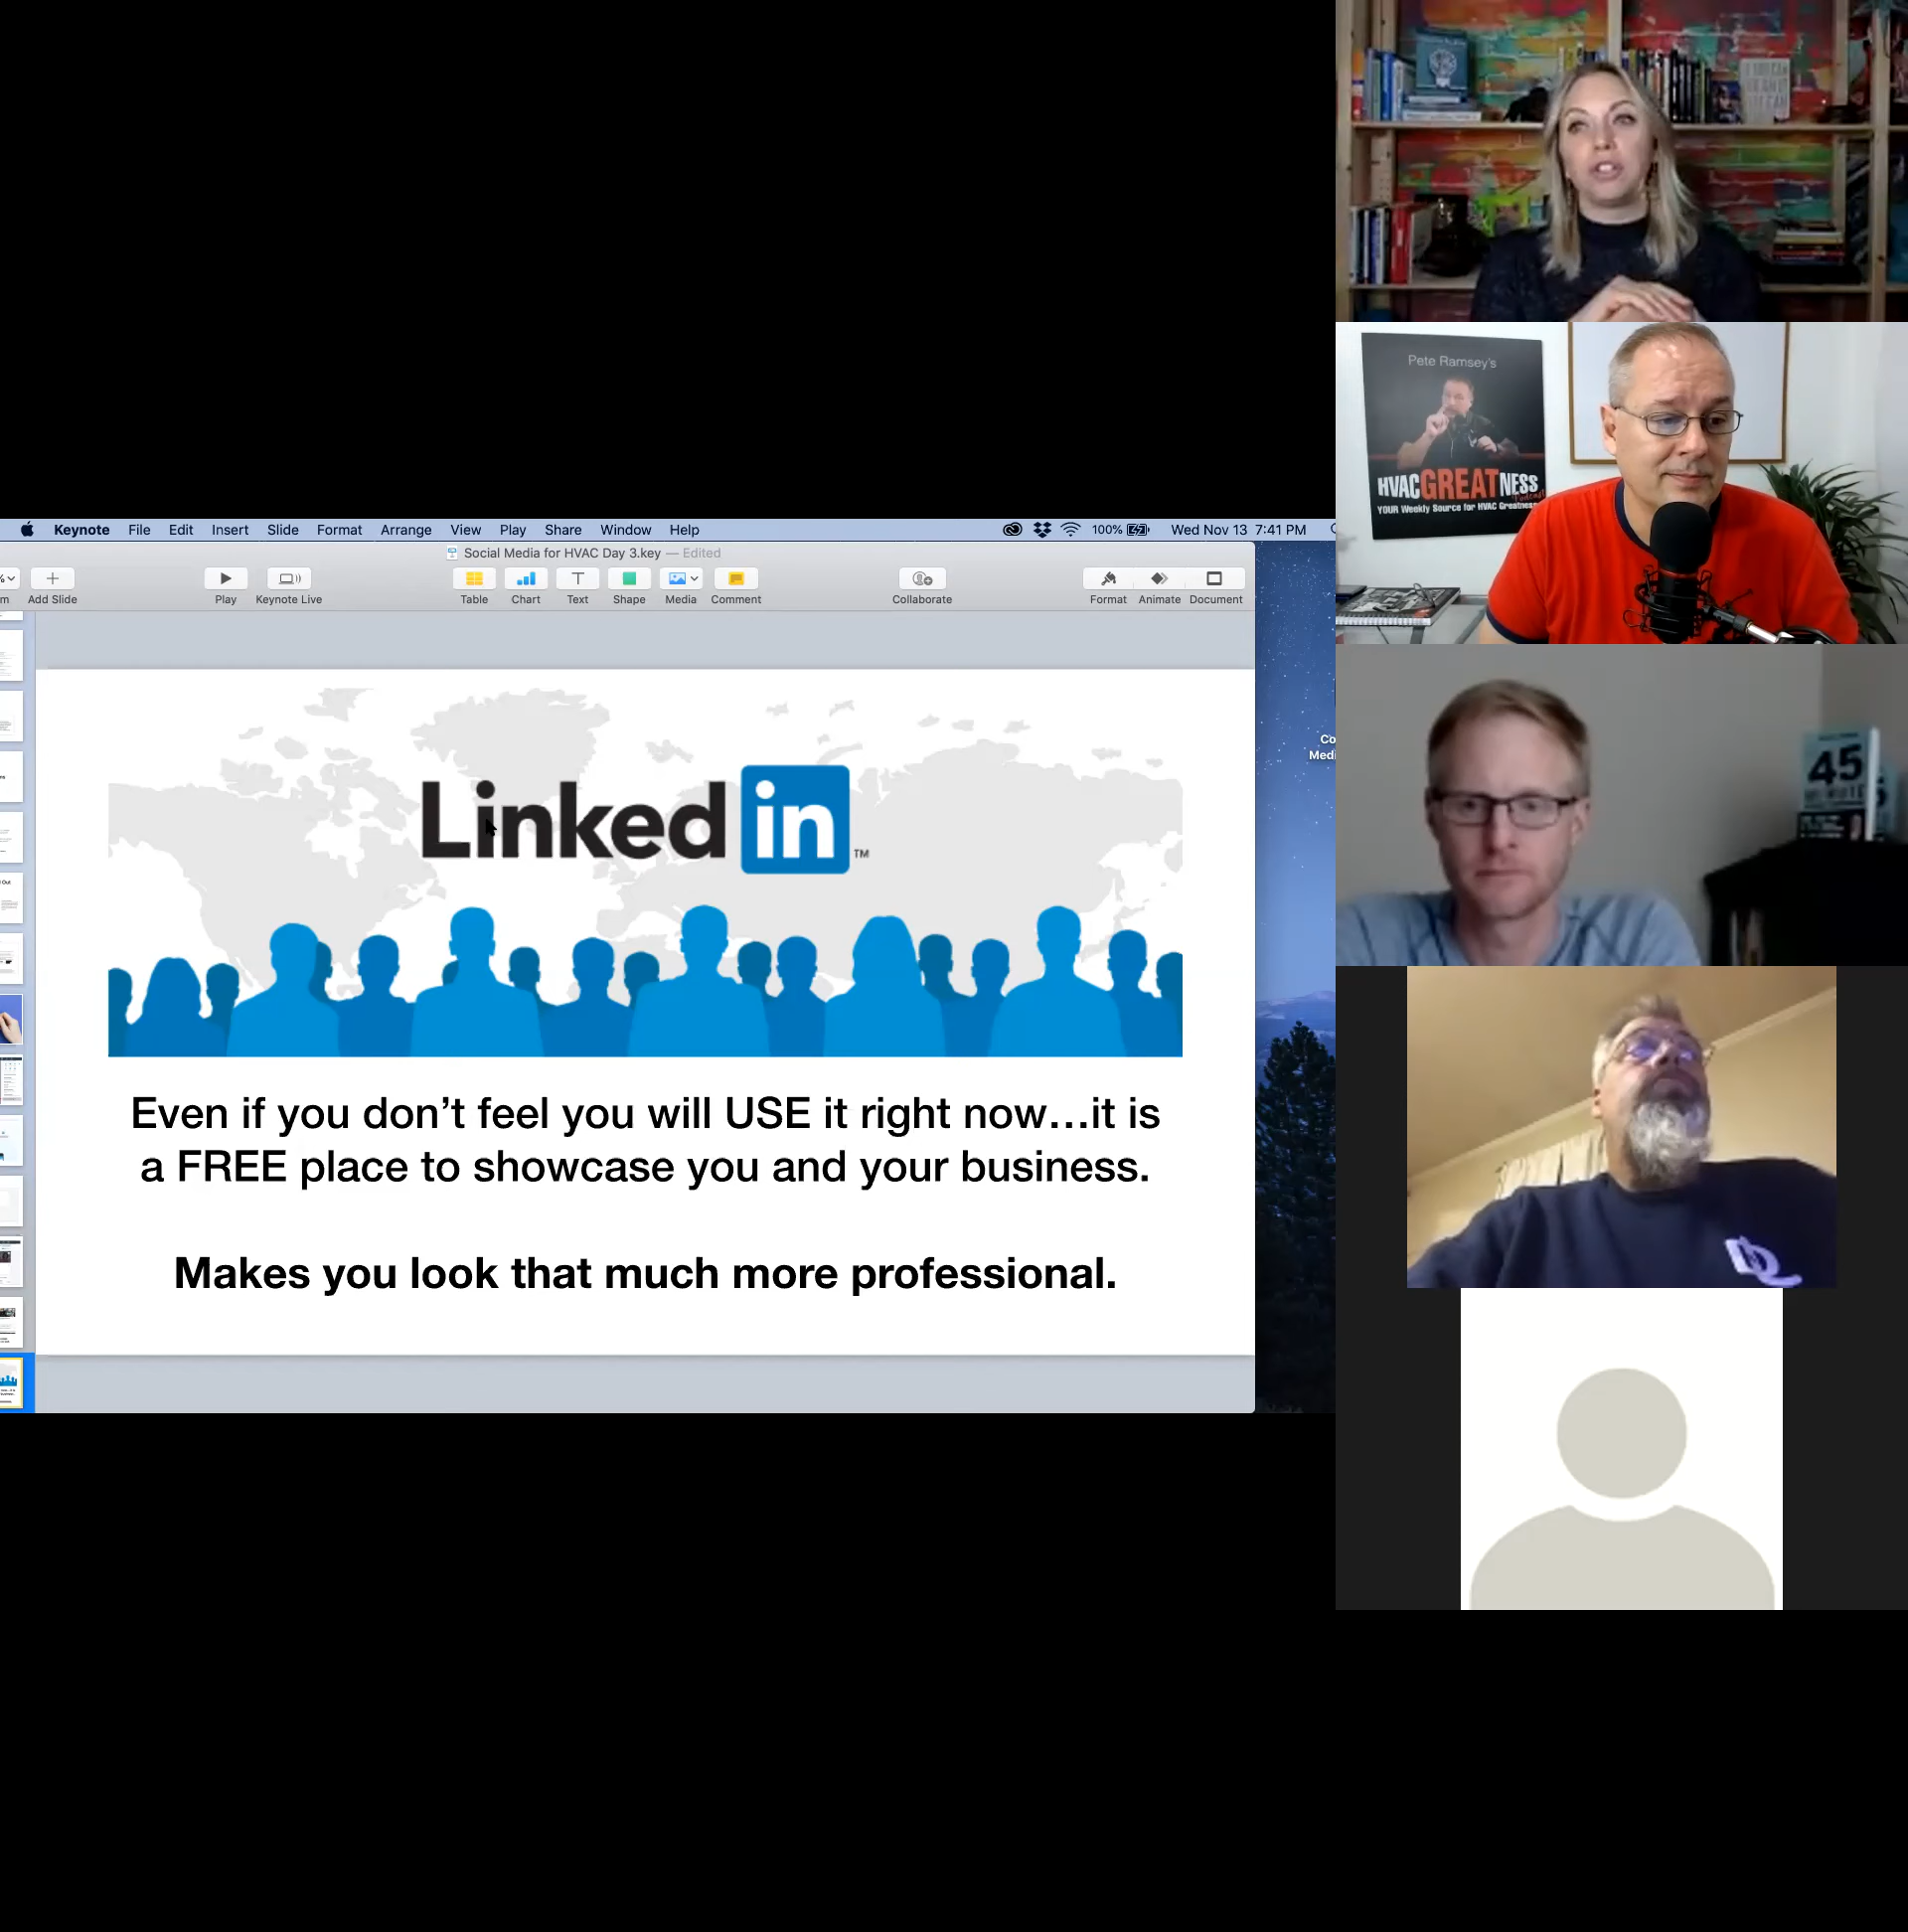 Keynote File Edit Insert Slide Format Arrange View Play Share Window Help
100% Wed Nov 13 7:41 PM
Social Media for HVAC Day 3.key — Edited
Add Slide Play Keynote Live Table Chart Text Shape Media Comment Collaborate Format Animate Document
Linked in ™
Even if you don’t feel you will USE it right now…it is
a FREE place to showcase you and your business.
Makes you look that much more professional.
Pete Ramsey's
HVACGREATNESS
Podcast
YOUR Weekly Source for HVAC Greatness
45